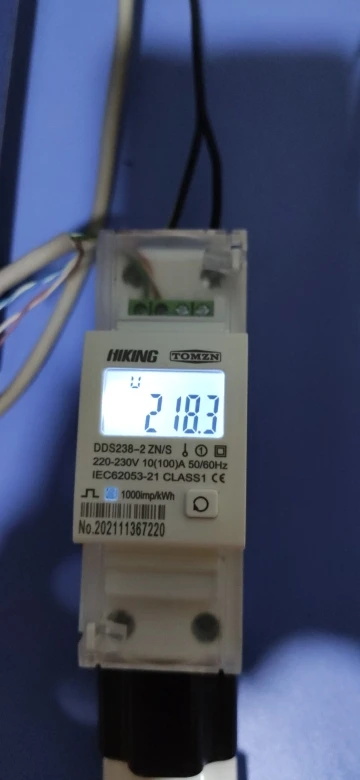 HIKING TOMZN
U
218.3
DDS238-2 ZN/S 1
220-230V 10(100)A 50/60Hz
IEC62053-21 CLASS1 CE
1000imp/kWh
No.202111367220